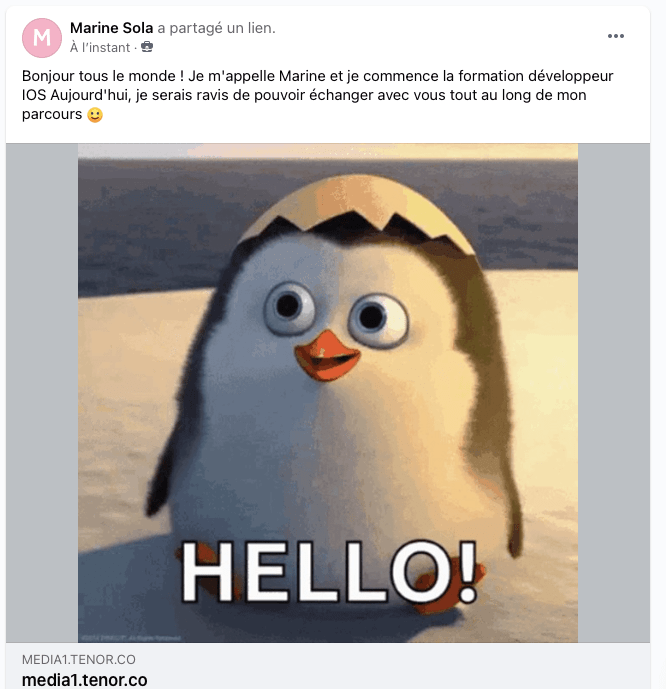 M
Marine Sola a partagé un lien.
À l'instant ·
Bonjour tous le monde ! Je m'appelle Marine et je commence la formation développeur
IOS Aujourd'hui, je serais ravis de pouvoir échanger avec vous tout au long de mon
parcours 😀
HELLO!
MEDIA1.TENOR.CO
media1.tenor.co